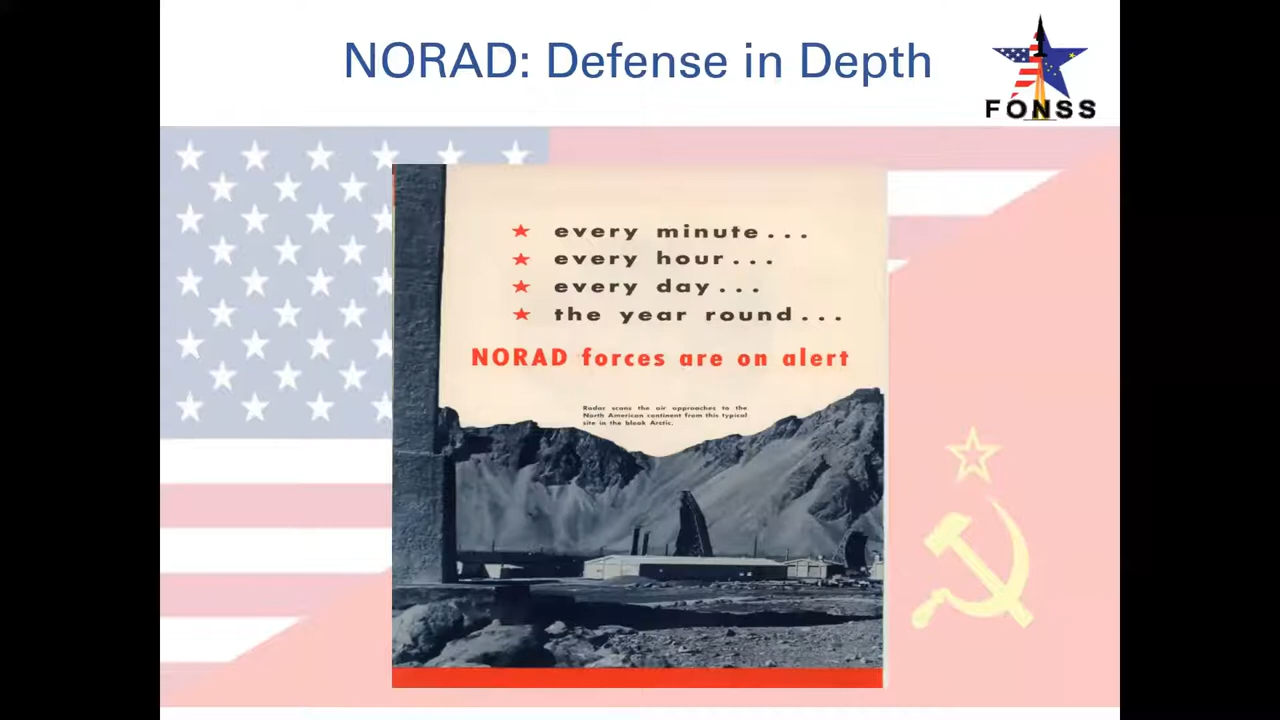 NORAD: Defense in Depth
FONSS
every minute...
every hour...
every day...
the year round...
NORAD forces are on alert
Radar scans the air approaches to the
North American continent from this typical
site in the bleak Arctic.